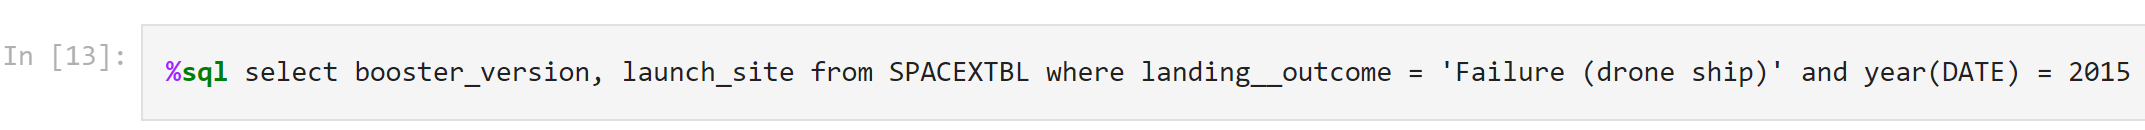 In [13]: %sql select booster_version, launch_site from SPACEXTBL where landing__outcome = 'Failure (drone ship)' and year(DATE) = 2015